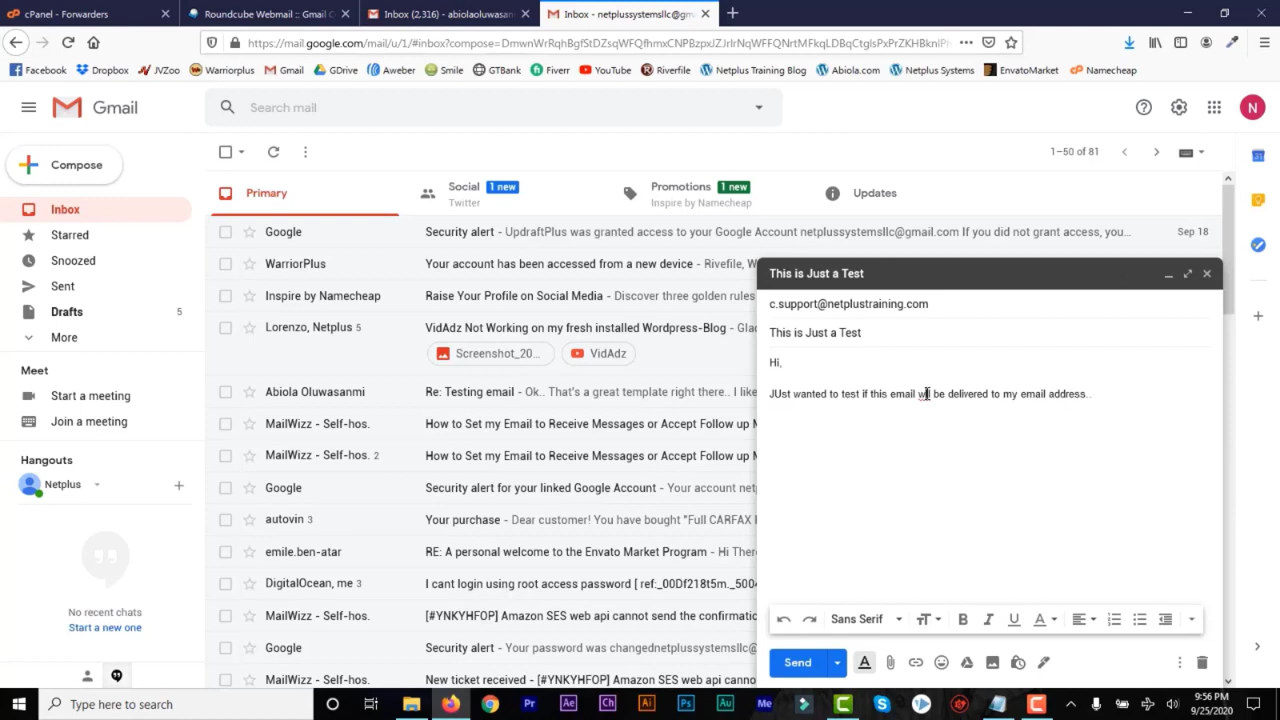 cPanel - Forwarders
Roundcube Webmail :: Gmail C
Inbox (2,316) - abiolaoluwasanm
Inbox - netplussystemsllc@gm
https://mail.google.com/mail/u/1/#inbox?compose=
Facebook Dropbox JVZoo Warriorplus Gmail GDrive Aweber Smile GTBank Fiverr YouTube Riverfile Netplus Training Blog Abiola.com Netplus Systems EnvatoMarket Namecheap
Gmail
Search mail
N
Compose
1–50 of 81
Inbox
Starred
Snoozed
Sent
Drafts 5
More
Meet
Start a meeting
Join a meeting
Hangouts
Netplus
No recent chats
Start a new one
Primary
Social 1 new
Twitter
Promotions 1 new
Inspire by Namecheap
Updates
Google Security alert - UpdraftPlus was granted access to your Google Account netplussystemsllc@gmail.com If you did not grant access, you... Sep 18
WarriorPlus Your account has been accessed from a new device - Rivefile, W
Inspire by Namecheap Raise Your Profile on Social Media - Discover three golden rules
Lorenzo, Netplus 5 VidAdz Not Working on my fresh installed Wordpress-Blog - Gla
Screenshot_20... VidAdz
Abiola Oluwasanmi Re: Testing email - Ok.. That's a great template right there.. I like
MailWizz - Self-hos. How to Set my Email to Receive Messages or Accept Follow up M
MailWizz - Self-hos. 2 How to Set my Email to Receive Messages or Accept Follow up M
Google Security alert for your linked Google Account - Your account net
autovin 3 Your purchase - Dear customer! You have bought "Full CARFAX
emile.ben-atar RE: A personal welcome to the Envato Market Program - Hi Ther
DigitalOcean, me 3 I cant login using root access password [ ref:_00Df218t5m._500
MailWizz - Self-hos. [#YNKYHFOP] Amazon SES web api cannot send the confirmation
Google Security alert - Your password was changednetplussystemsllc@
MailWizz - Self-hos. New ticket received - [#YNKYHFOP] Amazon SES web api cannot
This is Just a Test
c.support@netplustraining.com
This is Just a Test
Hi,
JUst wanted to test if this email be delivered to my email address..
Sans Serif
Send
Type here to search
9:56 PM
9/25/2020